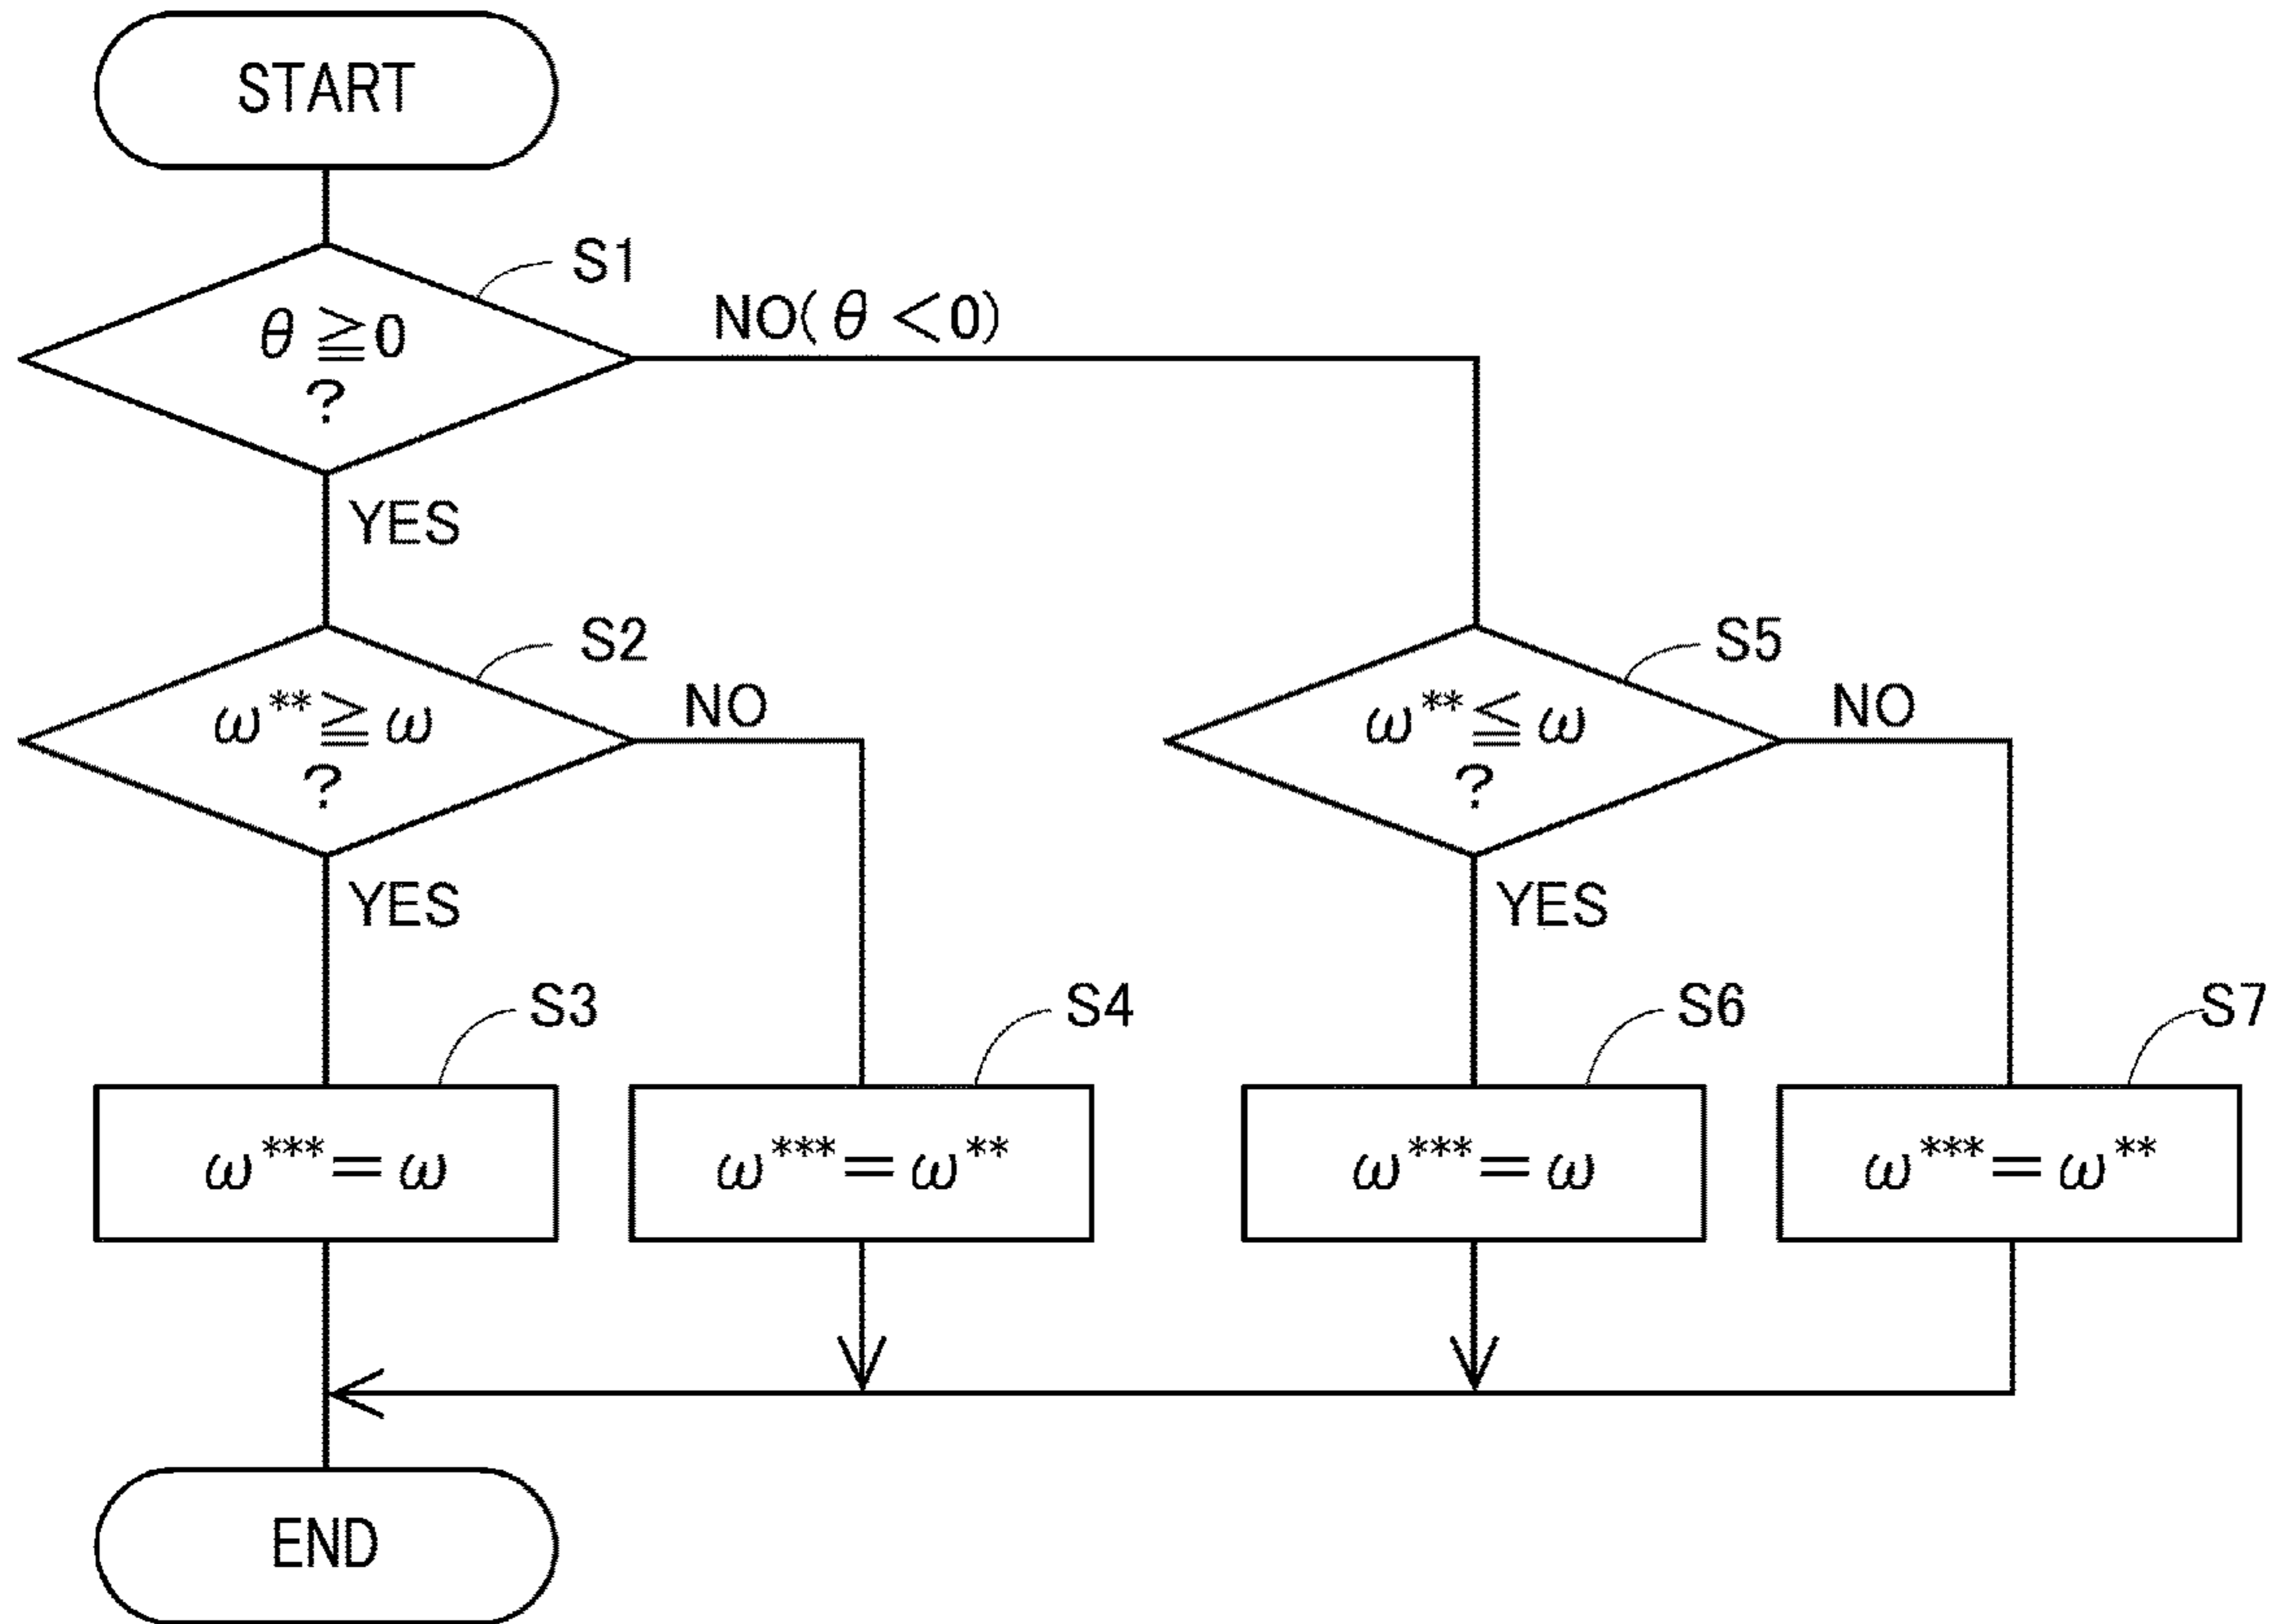 START
S1
θ ≧0
?
NO( θ <0)
YES
S2
ω**≧ω
?
NO
YES
S5
ω**≦ω
?
NO
YES
S3
ω***=ω
S4
ω***=ω**
S6
ω***=ω
S7
ω***=ω**
END